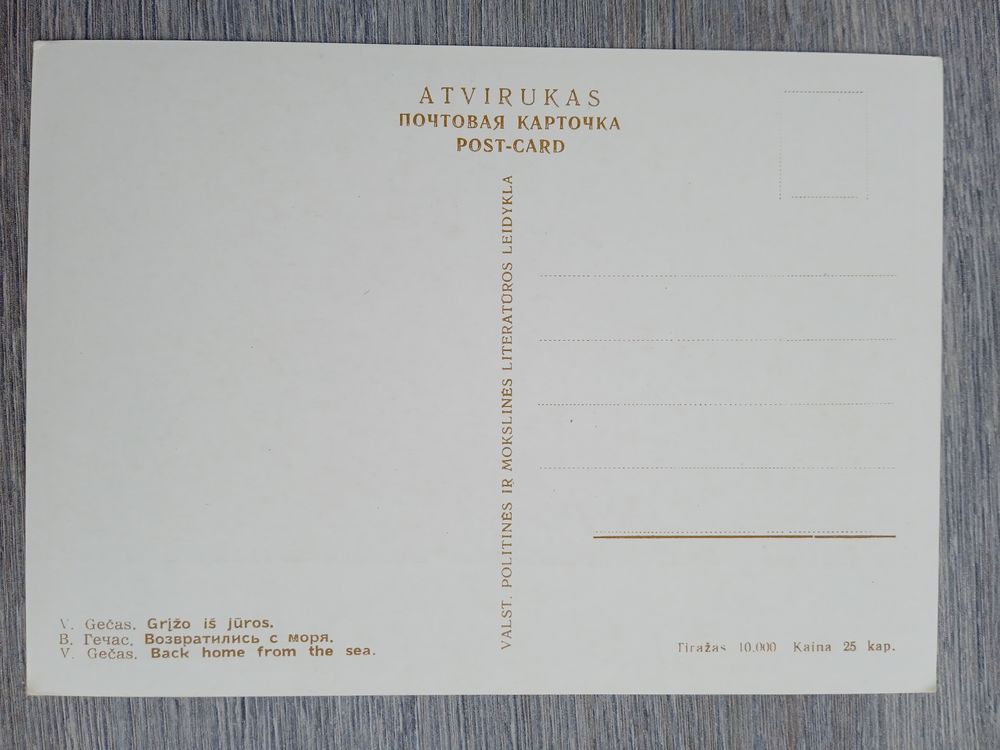 ATVIRUKAS
ПОЧТОВАЯ КАРТОЧКА
POST-CARD
VALST. POLITINĖS IR MOKSLINĖS LITERATŪROS LEIDYKLA
V. Gečas. Grįžo iš jūros.
В. Гечас. Возвратились с моря.
V. Gečas. Back home from the sea.
Tiražas 10.000 Kaina 25 kap.